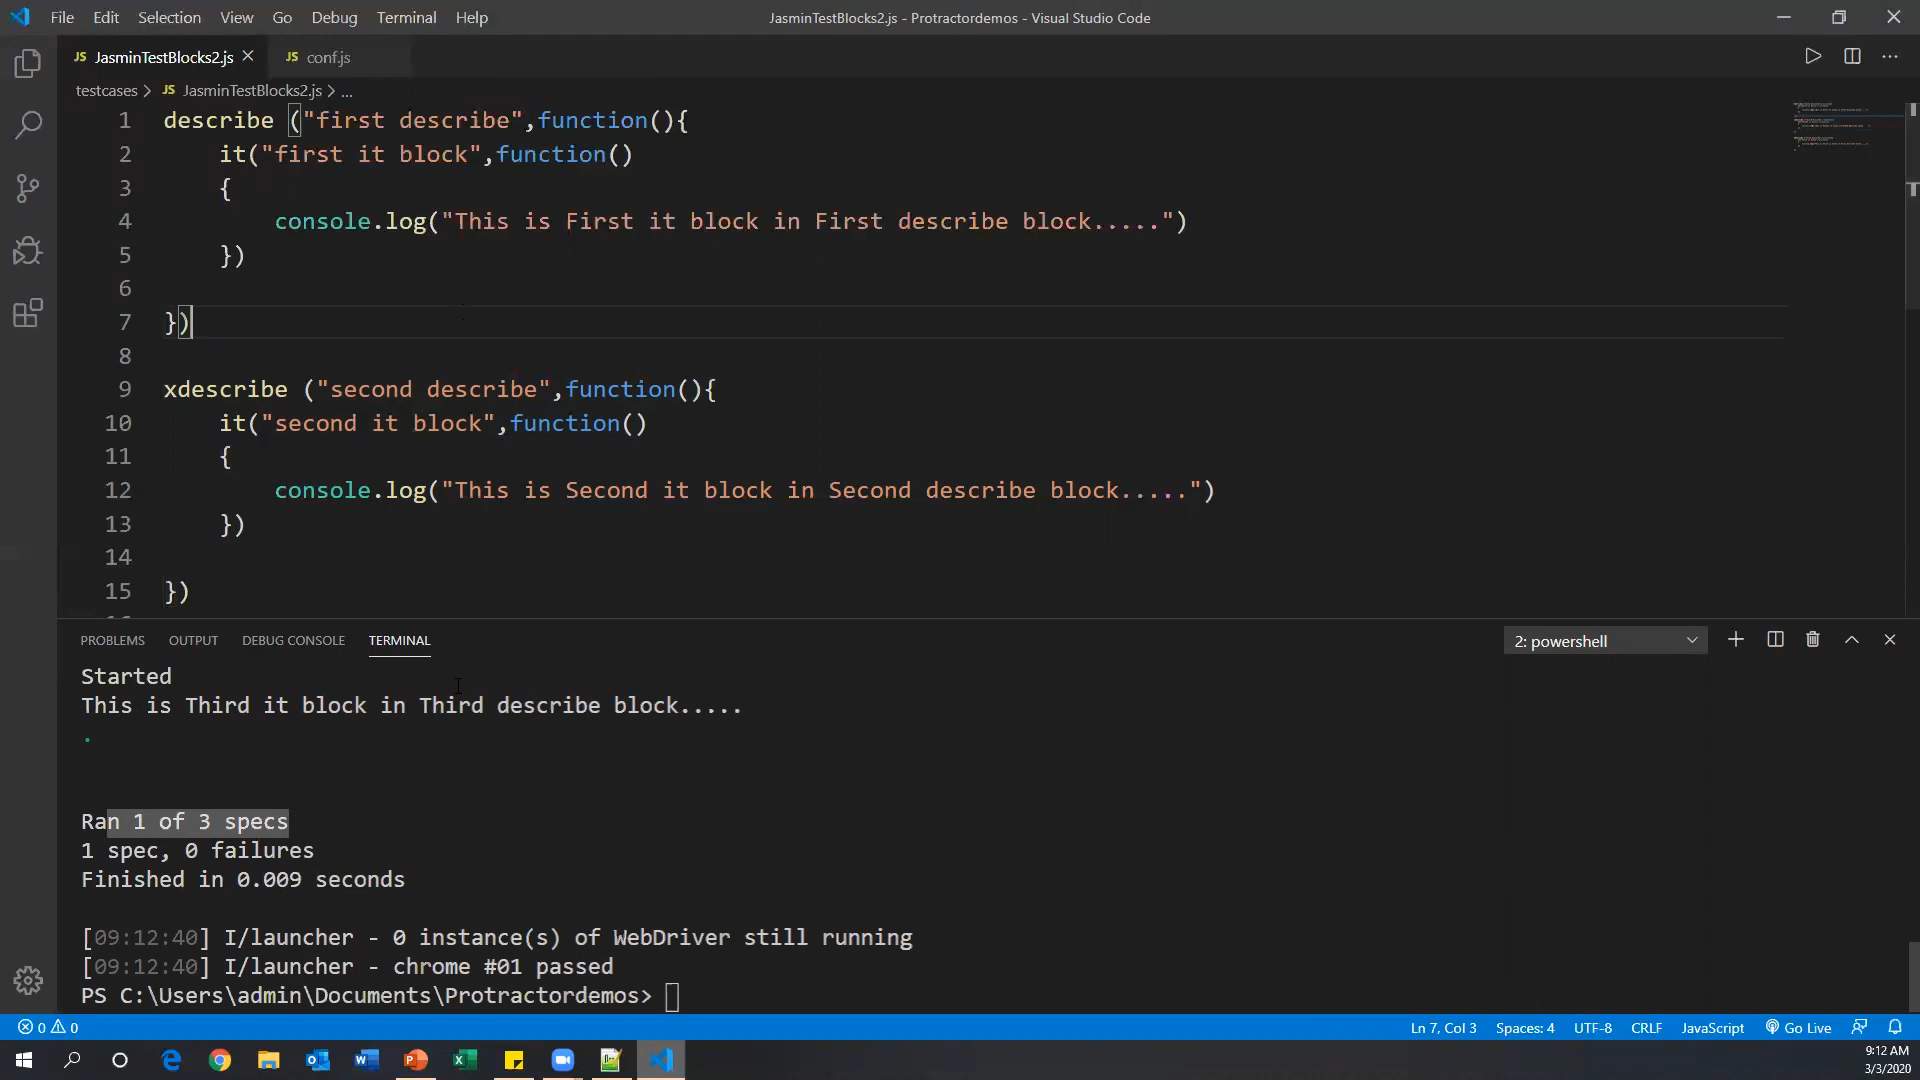 File Edit Selection View Go Debug Terminal Help
JasminTestBlocks2.js - Protractordemos - Visual Studio Code
JS JasminTestBlocks2.js
JS conf.js
testcases > JS JasminTestBlocks2.js > ...
1 describe ("first describe",function(){
2 it("first it block",function()
3 {
4 console.log("This is First it block in First describe block.....")
5 })
6
7 })
8
9 xdescribe ("second describe",function(){
10 it("second it block",function()
11 {
12 console.log("This is Second it block in Second describe block.....")
13 })
14
15 })
PROBLEMS OUTPUT DEBUG CONSOLE TERMINAL
2: powershell
Started
This is Third it block in Third describe block.....
.
Ran 1 of 3 specs
1 spec, 0 failures
Finished in 0.009 seconds
[09:12:40] I/launcher - 0 instance(s) of WebDriver still running
[09:12:40] I/launcher - chrome #01 passed
PS C:\Users\admin\Documents\Protractordemos>
0 0
Ln 7, Col 3 Spaces: 4 UTF-8 CRLF JavaScript Go Live
9:12 AM
3/3/2020